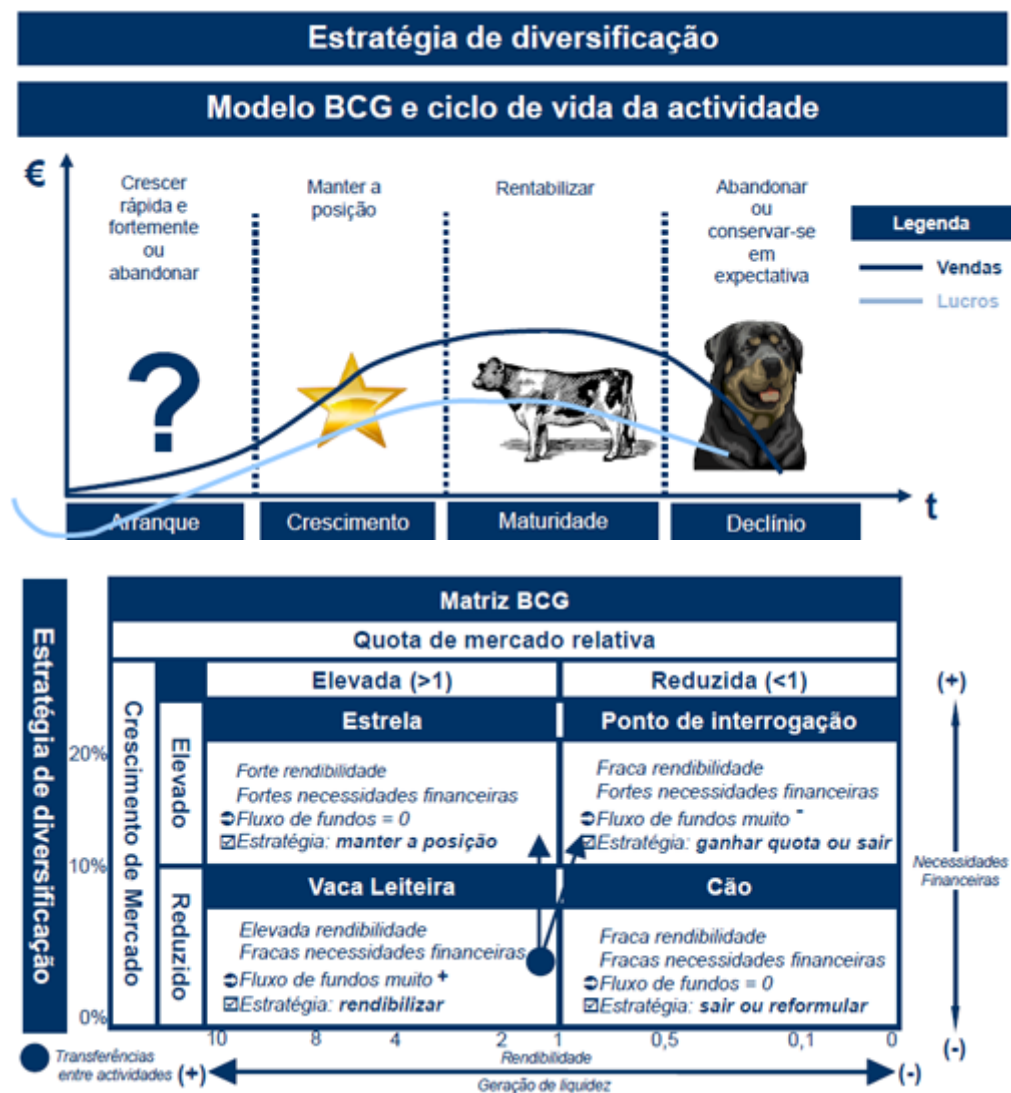 Estratégia de diversificação
Modelo BCG e ciclo de vida da actividade
€
Crescer
rápida e
fortemente
ou
abandonar
Manter a
posição
Rentabilizar
Abandonar
ou
conservar-se
em
expectativa
Legenda
Vendas
Lucros
?
Arranque
Crescimento
Maturidade
Declínio
t
Estratégia de diversificação
Matriz BCG
Quota de mercado relativa
Elevada (>1)
Reduzida (<1)
(+)
Crescimento de Mercado
Elevado
20%
Estrela
Forte rendibilidade
Fortes necessidades financeiras
➲Fluxo de fundos = 0
☑Estratégia: manter a posição
Ponto de interrogação
Fraca rendibilidade
Fortes necessidades financeiras
➲Fluxo de fundos muito -
☑Estratégia: ganhar quota ou sair
10%
Necessidades
Financeiras
Reduzido
Vaca Leiteira
Elevada rendibilidade
Fracas necessidades financeiras
➲Fluxo de fundos muito +
☑Estratégia: rendibilizar
Cão
Fraca rendibilidade
Fracas necessidades financeiras
➲Fluxo de fundos = 0
☑Estratégia: sair ou reformular
0%
10 8 4 2 1 0,5 0,1 0
(-)
Transferências
entre actividades
(+)
Rendibilidade
Geração de liquidez
(-)